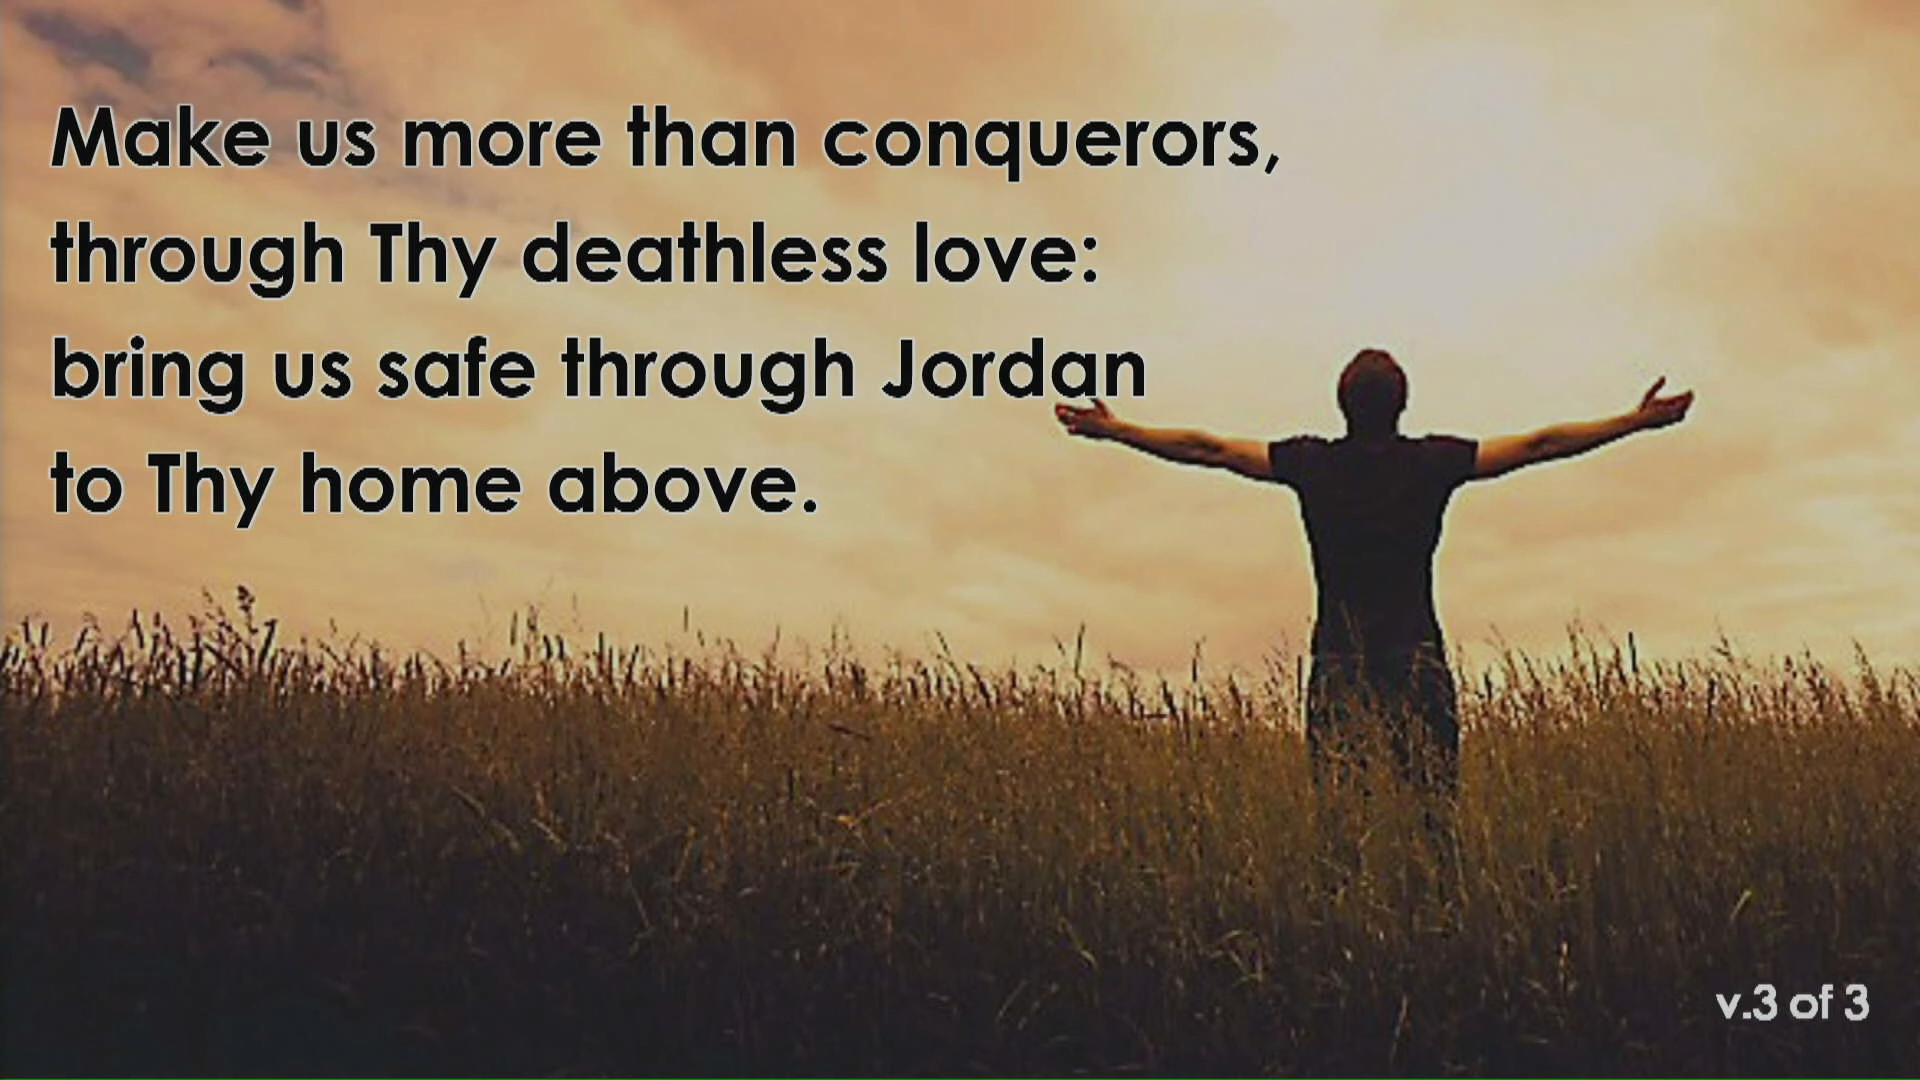 Make us more than conquerors,
through Thy deathless love:
bring us safe through Jordan
to Thy home above.
v.3 of 3